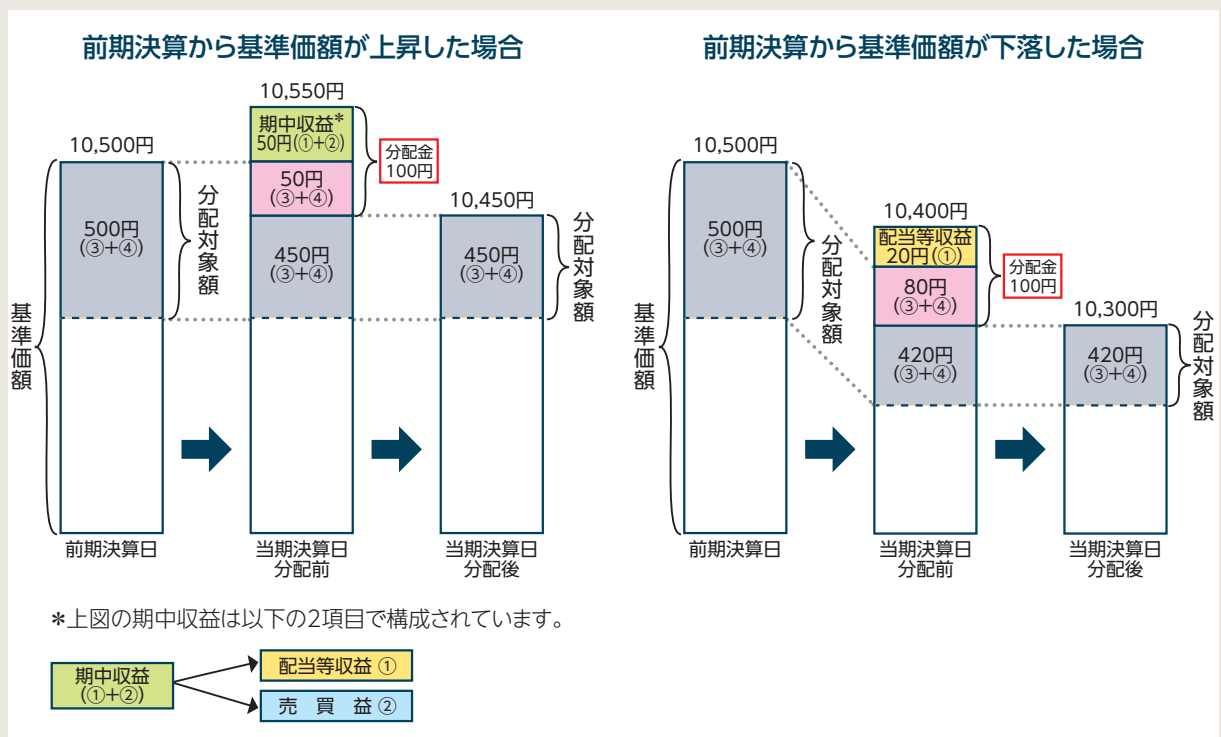 前期決算から基準価額が上昇した場合
10,500円
500円
(③+④)
分配対象額
基準価額
前期決算日
10,550円
期中収益*
50円(①+②)
50円
(③+④)
450円
(③+④)
分配金
100円
当期決算日
分配前
10,450円
450円
(③+④)
分配対象額
当期決算日
分配後
前期決算から基準価額が下落した場合
10,500円
500円
(③+④)
分配対象額
基準価額
前期決算日
10,400円
配当等収益
20円(①)
80円
(③+④)
420円
(③+④)
分配金
100円
当期決算日
分配前
10,300円
420円
(③+④)
分配対象額
当期決算日
分配後
*上図の期中収益は以下の2項目で構成されています。
期中収益
(①+②)
配当等収益 ①
売 買 益 ②